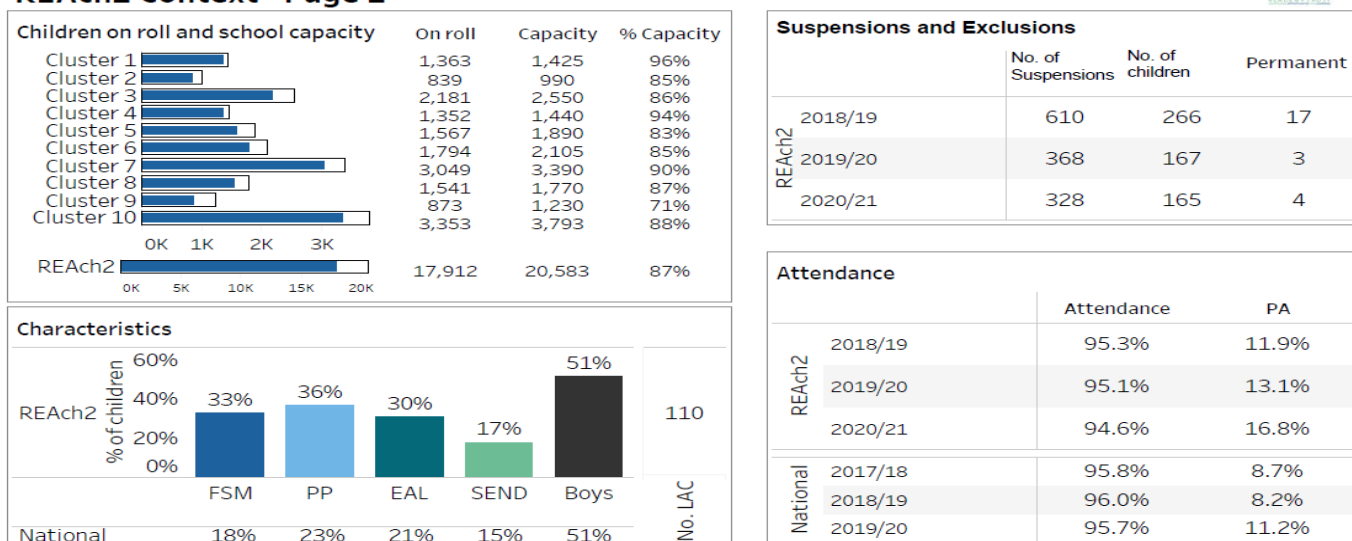 REAch2 Context - Page 2
Children on roll and school capacity On roll Capacity % Capacity
Cluster 1 1,363 1,425 96%
Cluster 2 839 990 85%
Cluster 3 2,181 2,550 86%
Cluster 4 1,352 1,440 94%
Cluster 5 1,567 1,890 83%
Cluster 6 1,794 2,105 85%
Cluster 7 3,049 3,390 90%
Cluster 8 1,541 1,770 87%
Cluster 9 873 1,230 71%
Cluster 10 3,353 3,793 88%
0K 1K 2K 3K
REAch2 17,912 20,583 87%
0K 5K 10K 15K 20K
Characteristics
REAch2
% of children
60%
40%
20%
0%
33% 36% 30% 17% 51%
110
FSM PP EAL SEND Boys
No. LAC
National 18% 23% 21% 15% 51%
Suspensions and Exclusions
No. of Suspensions No. of children Permanent
REAch2
2018/19 610 266 17
2019/20 368 167 3
2020/21 328 165 4
Attendance
Attendance PA
REAch2
2018/19 95.3% 11.9%
2019/20 95.1% 13.1%
2020/21 94.6% 16.8%
National
2017/18 95.8% 8.7%
2018/19 96.0% 8.2%
2019/20 95.7% 11.2%